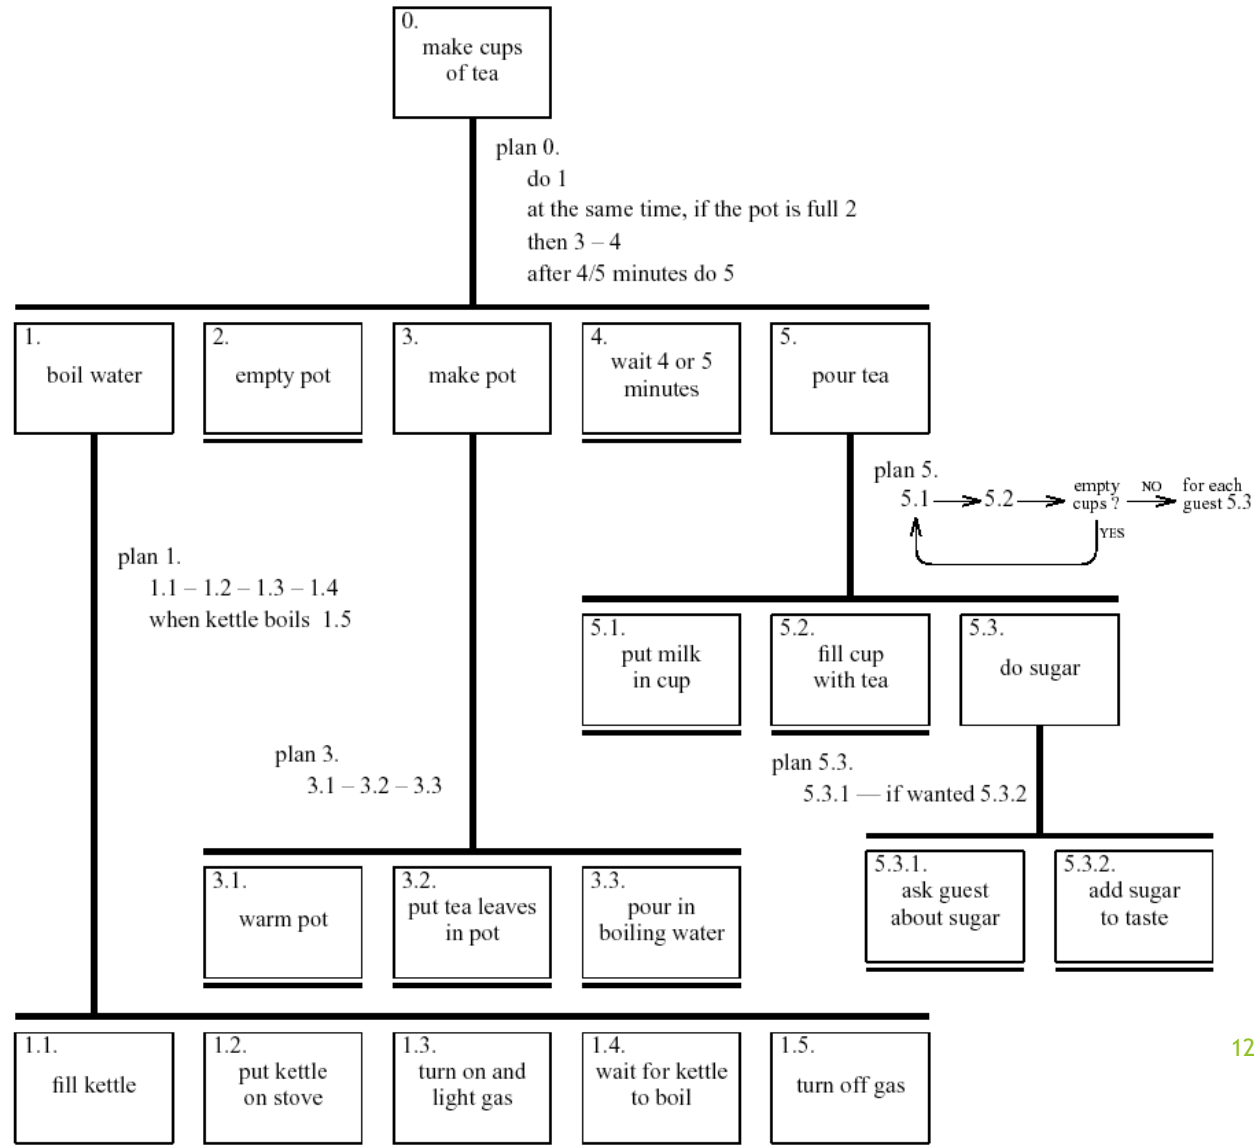 0.
make cups
of tea
plan 0.
do 1
at the same time, if the pot is full 2
then 3 – 4
after 4/5 minutes do 5
1.
boil water
2.
empty pot
3.
make pot
4.
wait 4 or 5
minutes
5.
pour tea
plan 5.
5.1
5.2
empty
cups ?
NO
for each
guest 5.3
YES
plan 1.
1.1 – 1.2 – 1.3 – 1.4
when kettle boils 1.5
5.1.
put milk
in cup
5.2.
fill cup
with tea
5.3.
do sugar
plan 3.
3.1 – 3.2 – 3.3
plan 5.3.
5.3.1 — if wanted 5.3.2
3.1.
warm pot
3.2.
put tea leaves
in pot
3.3.
pour in
boiling water
5.3.1.
ask guest
about sugar
5.3.2.
add sugar
to taste
1.1.
fill kettle
1.2.
put kettle
on stove
1.3.
turn on and
light gas
1.4.
wait for kettle
to boil
1.5.
turn off gas
12